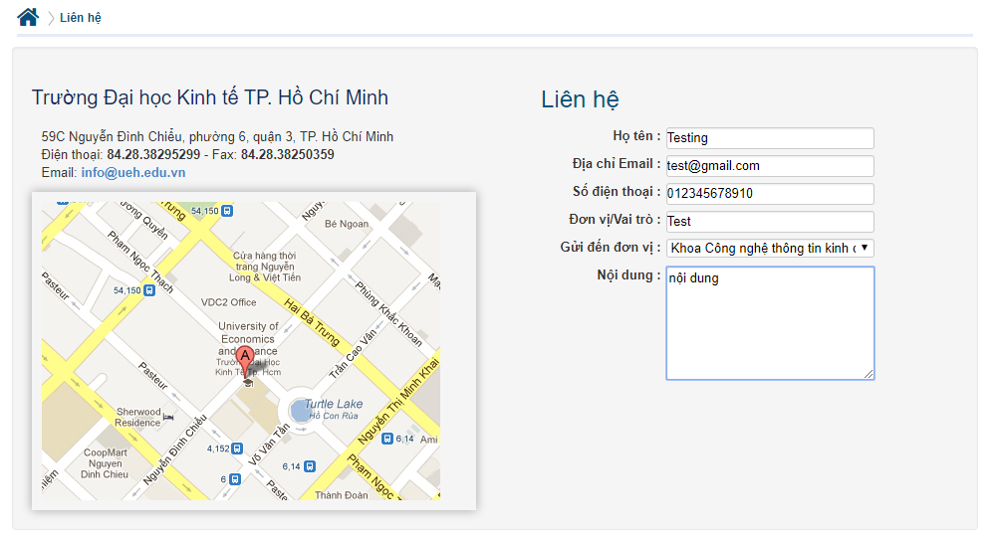 Liên hệ
Trường Đại học Kinh tế TP. Hồ Chí Minh
59C Nguyễn Đình Chiểu, phường 6, quận 3, TP. Hồ Chí Minh
Điện thoại: 84.28.38295299 - Fax: 84.28.38250359
Email: info@ueh.edu.vn
54,150
Trung
Bé Ngoan
Phạm Ngọc Thạch
Cửa hàng thời
trang Nguyễn
Long & Việt Tiến
Pasteur
54,150
VDC2 Office
Hai Bà Trưng
Phùng Khắc Khoan
University of
Economics
and Finance
Trường Đại Học
Kinh Tế Tp. Hcm
A
Trần Cao Vân
Pasteur
Turtle Lake
Hồ Con Rùa
Nguyễn Thị Minh Khai
Sherwood
Residence
Nguyễn Đình Chiểu
Võ Văn Tần
4,152
6,14
Ami
CoopMart
Nguyen
Dinh Chieu
6,14
6
Phạm Ngọc
Thành Đoàn
Liên hệ
Họ tên : Testing
Địa chỉ Email : test@gmail.com
Số điện thoại : 012345678910
Đơn vị/Vai trò : Test
Gửi đến đơn vị : Khoa Công nghệ thông tin kinh
Nội dung : nội dung